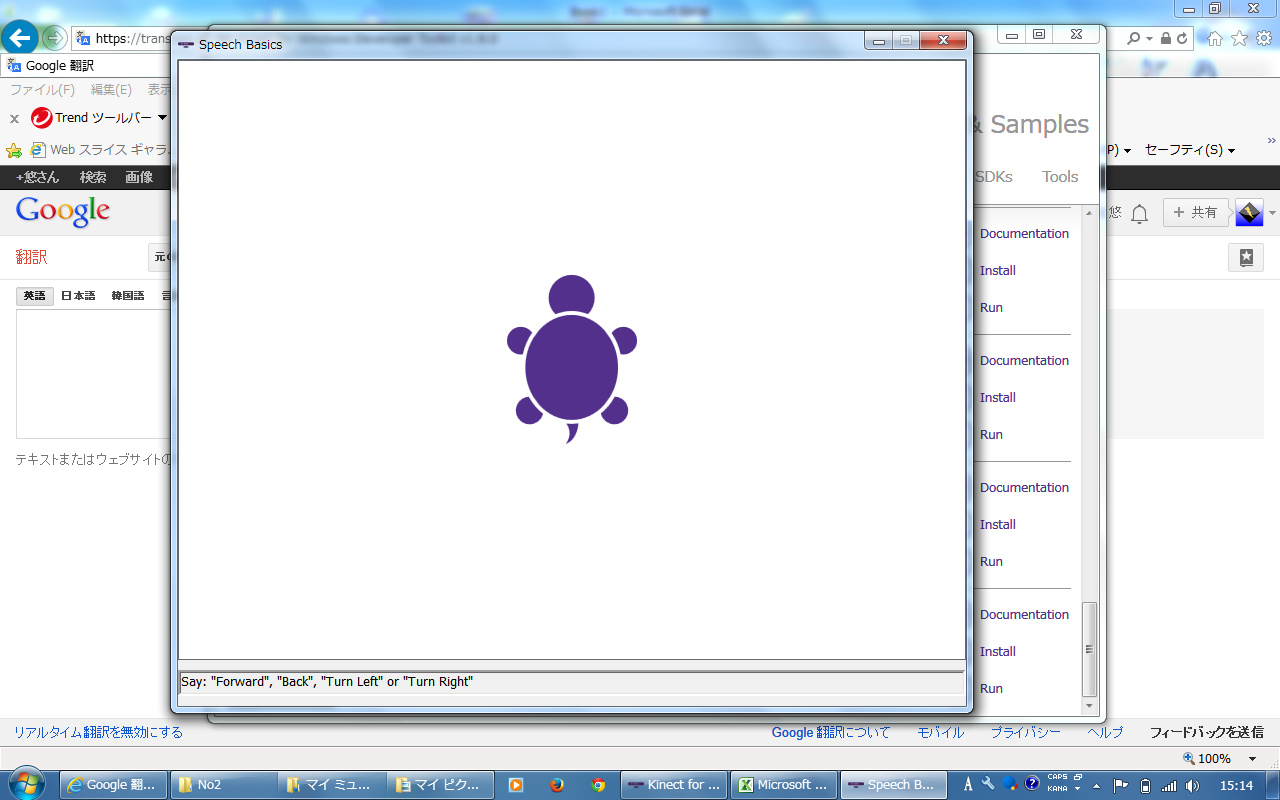 Speech Basics
https://trans
Google 翻訳
ファイル(F) 編集(E) 表示
x Trend ツールバー
Web スライス ギャラ
P) セーフティ(S)
+悠さん 検索 画像
Google
悠 + 共有
翻訳
元の
英語 日本語 韓国語
テキストまたはウェブサイトの
& Samples
SDKs Tools
Documentation
Install
Run
Documentation
Install
Run
Documentation
Install
Run
Documentation
Install
Run
Say: "Forward", "Back", "Turn Left" or "Turn Right"
リアルタイム翻訳を無効にする Google 翻訳について モバイル プライバシー ヘルプ フィードバックを送信
100%
Google 翻... No2 マイ ミュ... マイ ピク... Kinect for ... Microsoft ... Speech B... A CAPS KANA 15:14